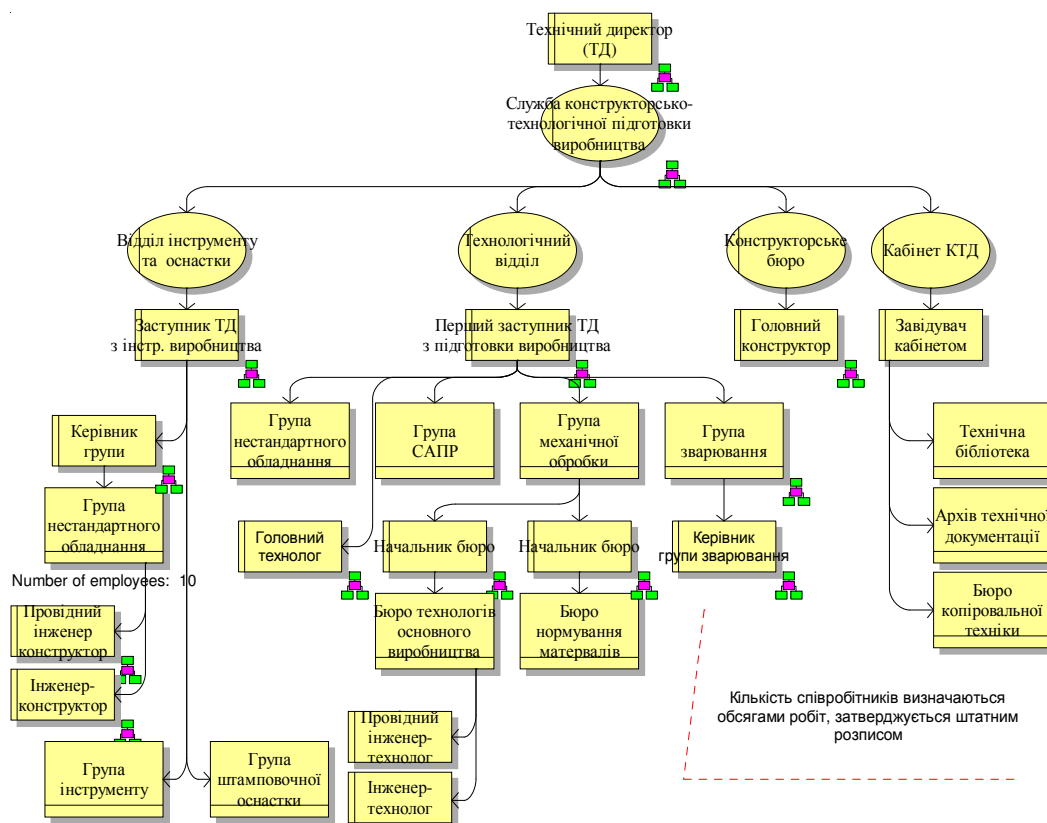 Технічний директор
(ТД)
Служба конструкторсько-
технологічної підготовки
виробництва
Відділ інструменту
та оснастки
Технологічний
відділ
Конструкторське
бюро
Кабінет КТД
Заступник ТД
з інстр. виробництва
Перший заступник ТД
з підготовки виробництва
Головний
конструктор
Завідувач
кабінетом
Керівник
групи
Група
нестандартного
обладнання
Група
САПР
Група
механічної
обробки
Група
зварювання
Технічна
бібліотека
Група
нестандартного
обладнання
Головний
технолог
Начальник бюро
Начальник бюро
Керівник
групи зварювання
Архів технічної
документації
Number of employees: 10
Провідний
інженер
конструктор
Бюро технологів
основного
виробництва
Бюро
нормування
матервалів
Бюро
копіровальної
техніки
Інженер-
конструктор
Кількість співробітників визначаються
обсягами робіт, затверджується штатним
розписом
Провідний
інженер-
технолог
Група
інструменту
Група
штамповочної
оснастки
Інженер-
технолог